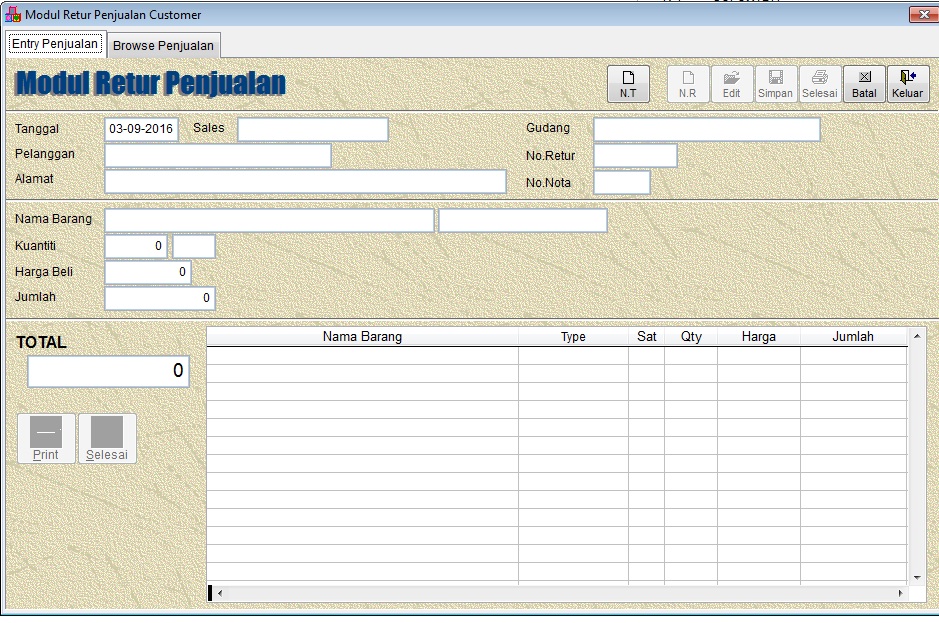 Modul Retur Penjualan Customer
Entry Penjualan Browse Penjualan
Modul Retur Penjualan
N.T N.R Edit Simpan Selesai Batal Keluar
Tanggal 03-09-2016 Sales Gudang
Pelanggan No.Retur
Alamat No.Nota
Nama Barang
Kuantiti 0
Harga Beli 0
Jumlah 0
TOTAL
0
Print Selesai
Nama Barang Type Sat Qty Harga Jumlah